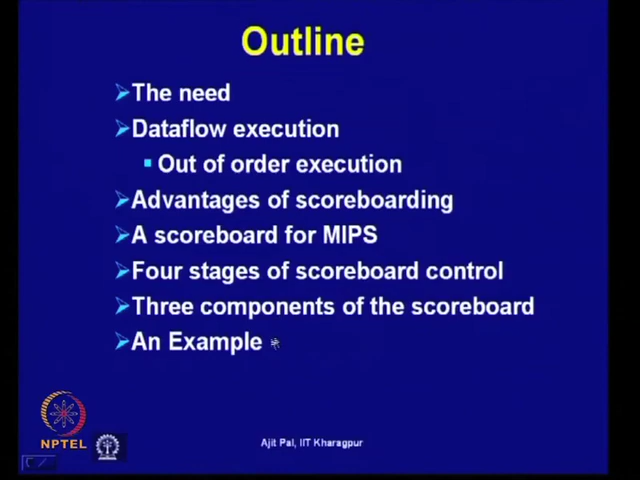 Outline
The need
Dataflow execution
Out of order execution
Advantages of scoreboarding
A scoreboard for MIPS
Four stages of scoreboard control
Three components of the scoreboard
An Example
NPTEL
Ajit Pal, IIT Kharagpur